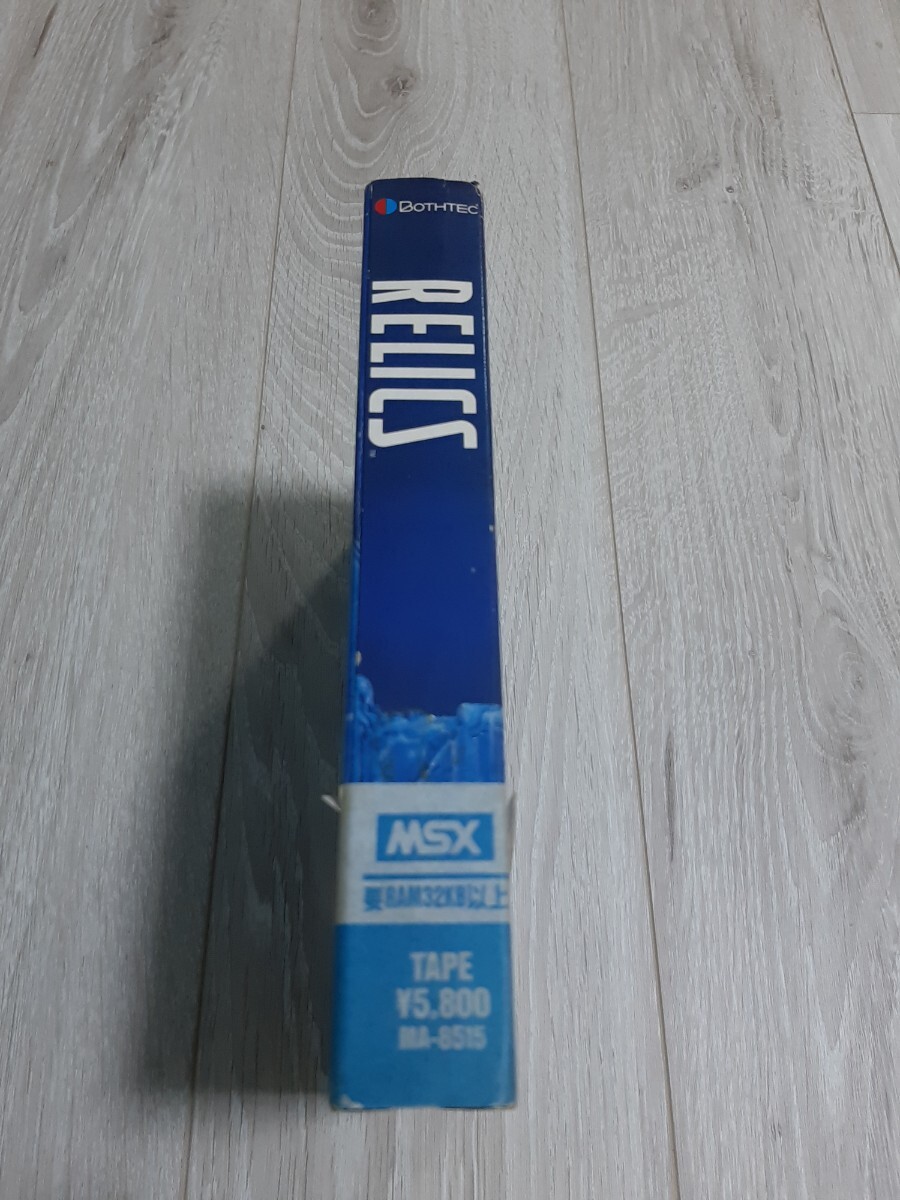 BOTHTEC
RELICS
MSX
要RAM32KB以上
TAPE
¥5.800
MA-8515